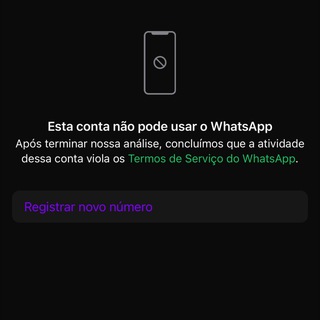 Esta conta não pode usar o WhatsApp
Após terminar nossa análise, concluímos que a atividade
dessa conta viola os Termos de Serviço do WhatsApp.
Registrar novo número